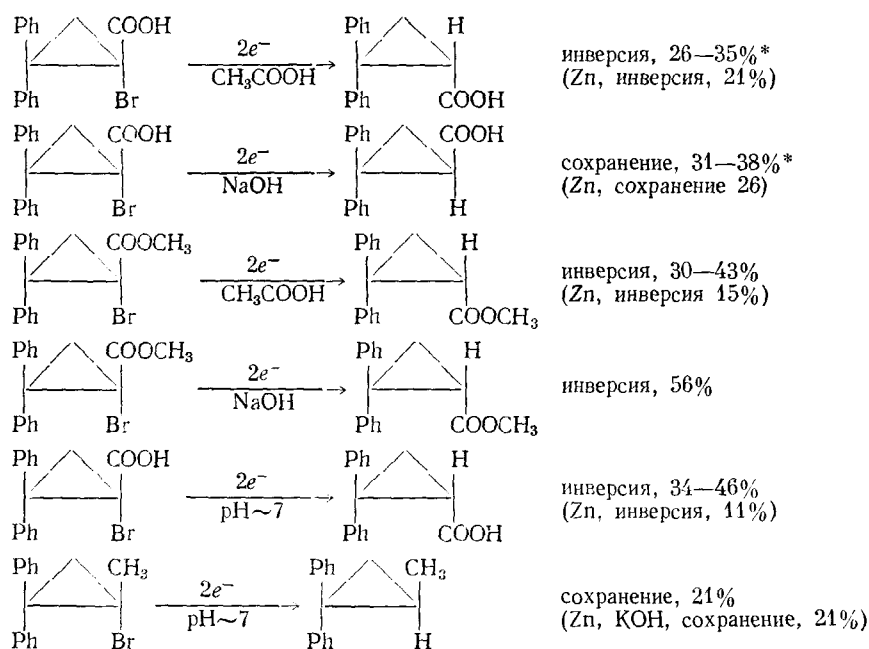 Ph COOH H
Ph
2e⁻ инверсия, 26—35%*
CH₃COOH (Zn, инверсия, 21%)
Ph Br Ph COOH
Ph COOH Ph COOH
2e⁻ сохранение, 31—38%*
NaOH (Zn, сохранение 26)
Ph Br Ph H
Ph COOCH₃ Ph H
2e⁻ инверсия, 30—43%
CH₃COOH (Zn, инверсия 15%)
Ph Br Ph COOCH₃
Ph COOCH₃ Ph H
2e⁻
NaOH инверсия, 56%
Ph Br Ph COOCH₃
Ph COOH Ph H
2e⁻ инверсия, 34—46%
pH~7 (Zn, инверсия, 11%)
Ph Br Ph COOH
Ph CH₃ Ph CH₃
2e⁻ сохранение, 21%
pH~7 (Zn, KOH, сохранение, 21%)
Ph Br Ph H